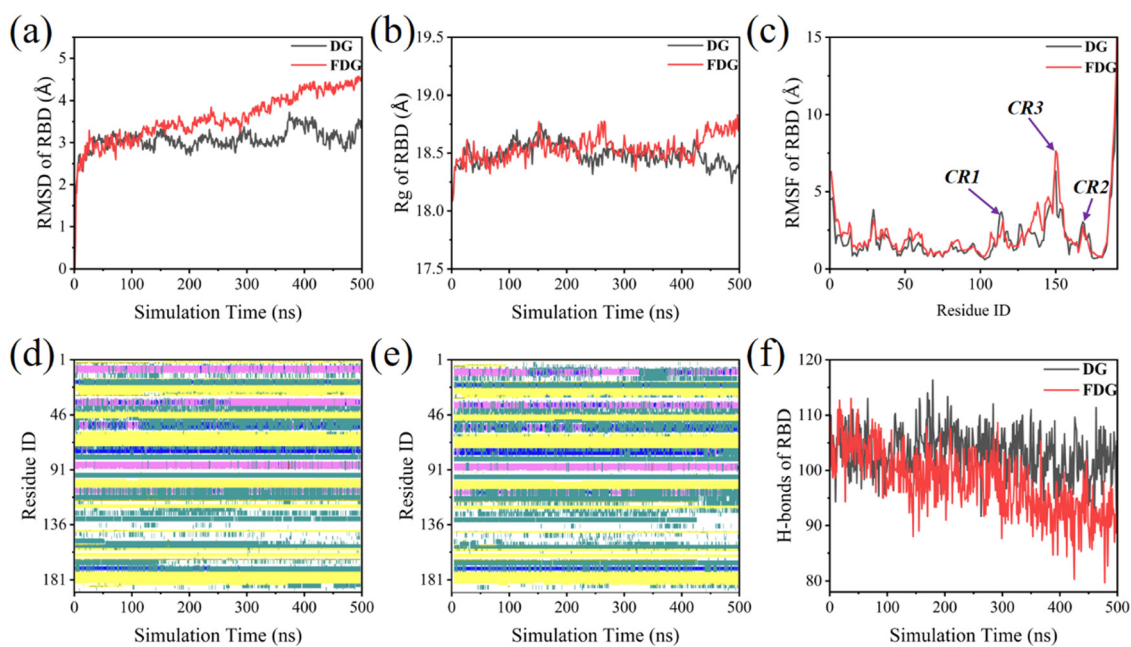 (a)
RMSD of RBD (Å)
5
4
3
2
1
0
DG
FDG
0 100 200 300 400 500
Simulation Time (ns)
(b)
Rg of RBD (Å)
19.5
19.0
18.5
18.0
17.5
DG
FDG
0 100 200 300 400 500
Simulation Time (ns)
(c)
RMSF of RBD (Å)
15
10
5
0
DG
FDG
CR3
CR1
CR2
0 50 100 150
Residue ID
(d)
Residue ID
1
46
91
136
181
0 100 200 300 400 500
Simulation Time (ns)
(e)
Residue ID
1
46
91
136
181
0 100 200 300 400 500
Simulation Time (ns)
(f)
H-bonds of RBD
120
110
100
90
80
DG
FDG
0 100 200 300 400 500
Simulation Time (ns)